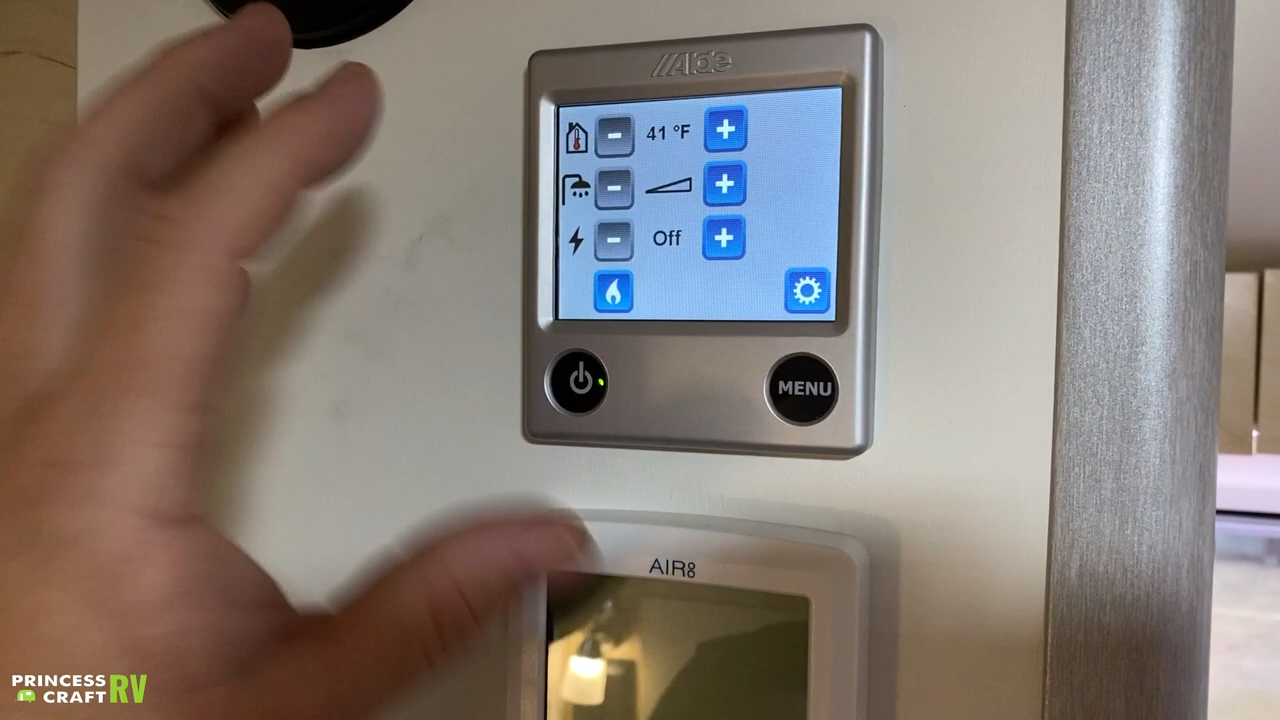 //Alde
- 41 °F +
- +
- Off +
MENU
AIR
PRINCESS
CRAFT RV